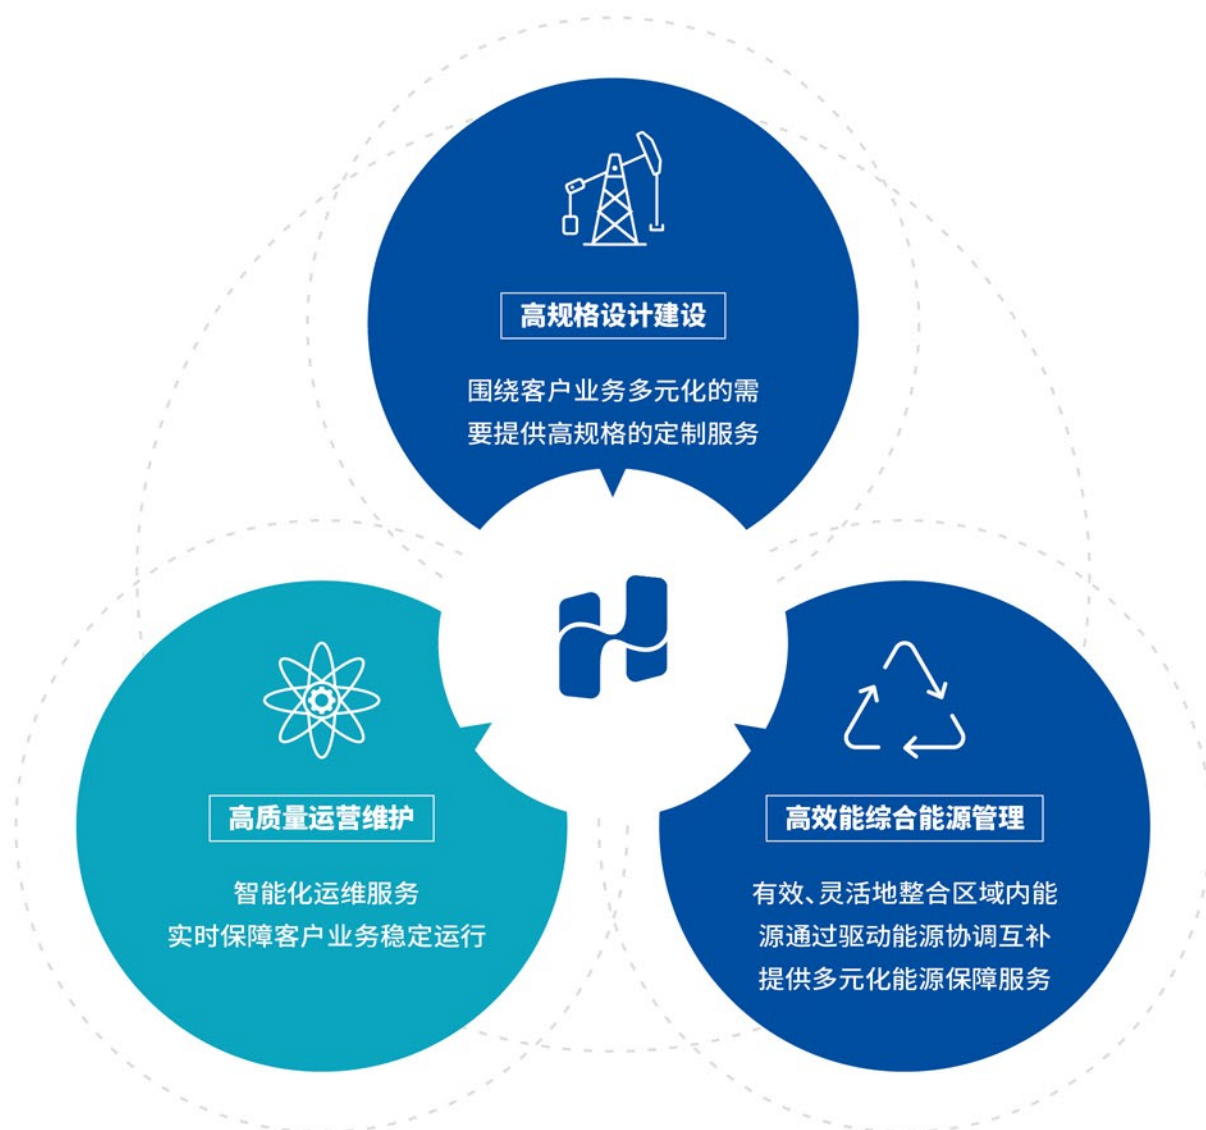 高规格设计建设
围绕客户业务多元化的需
要提供高规格的定制服务
高质量运营维护
智能化运维服务
实时保障客户业务稳定运行
高效能综合能源管理
有效、灵活地整合区域内能
源通过驱动能源协调互补
提供多元化能源保障服务